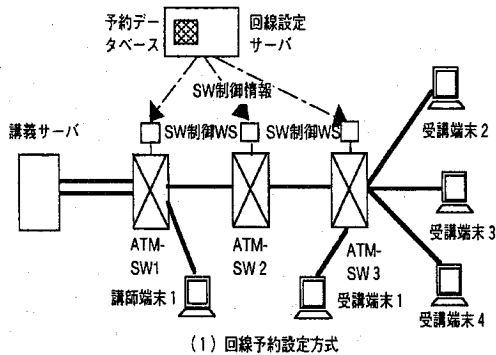 予約デー
タベース
回線設定
サーバ
SW制御情報
講義サーバ
SW制御WS
SW制御WS
受講端末2
受講端末3
受講端末4
ATM-
SW1
ATM-
SW2
ATM-
SW3
講師端末1
受講端末1
(1) 回線予約設定方式